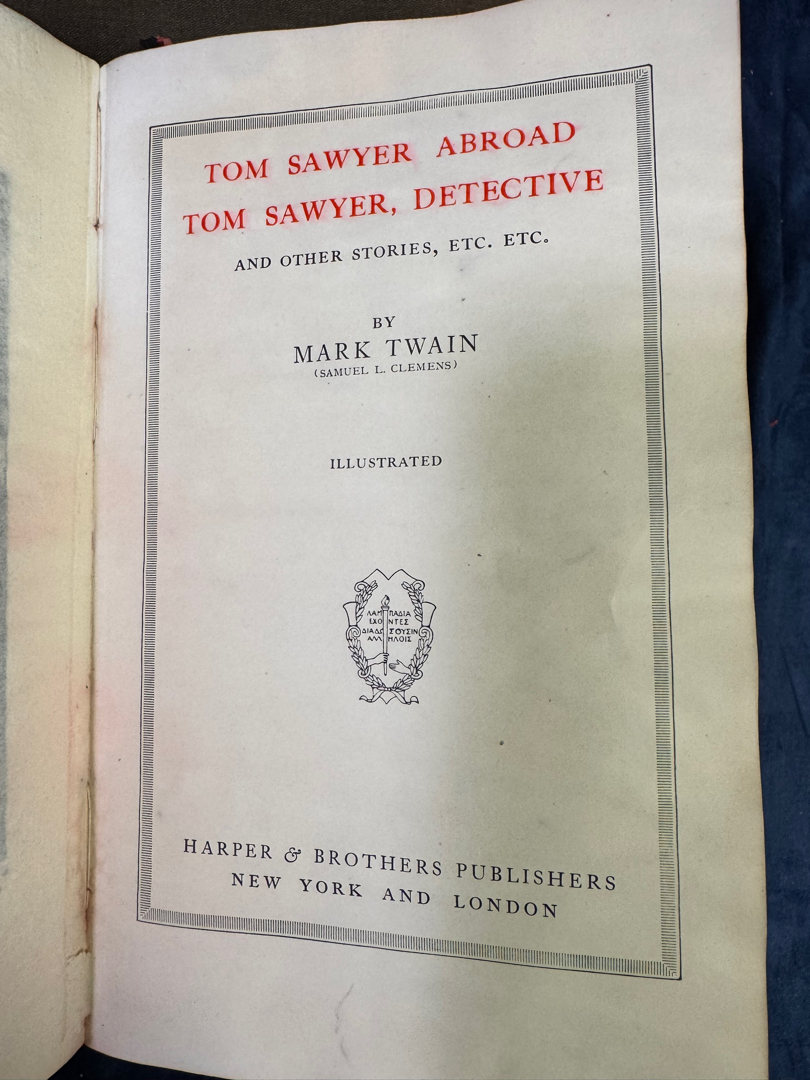 TOM SAWYER ABROAD
TOM SAWYER, DETECTIVE
AND OTHER STORIES, ETC. ETC.
BY
MARK TWAIN
(SAMUEL L. CLEMENS)
ILLUSTRATED
ΛΑΜΠΑΔΙΑ
ΕΧΟΝΤΕΣ
ΔΙΑΔΩΣΟΥΣΙΝ
ΑΛΛΗΛΟΙΣ
HARPER & BROTHERS PUBLISHERS
NEW YORK AND LONDON